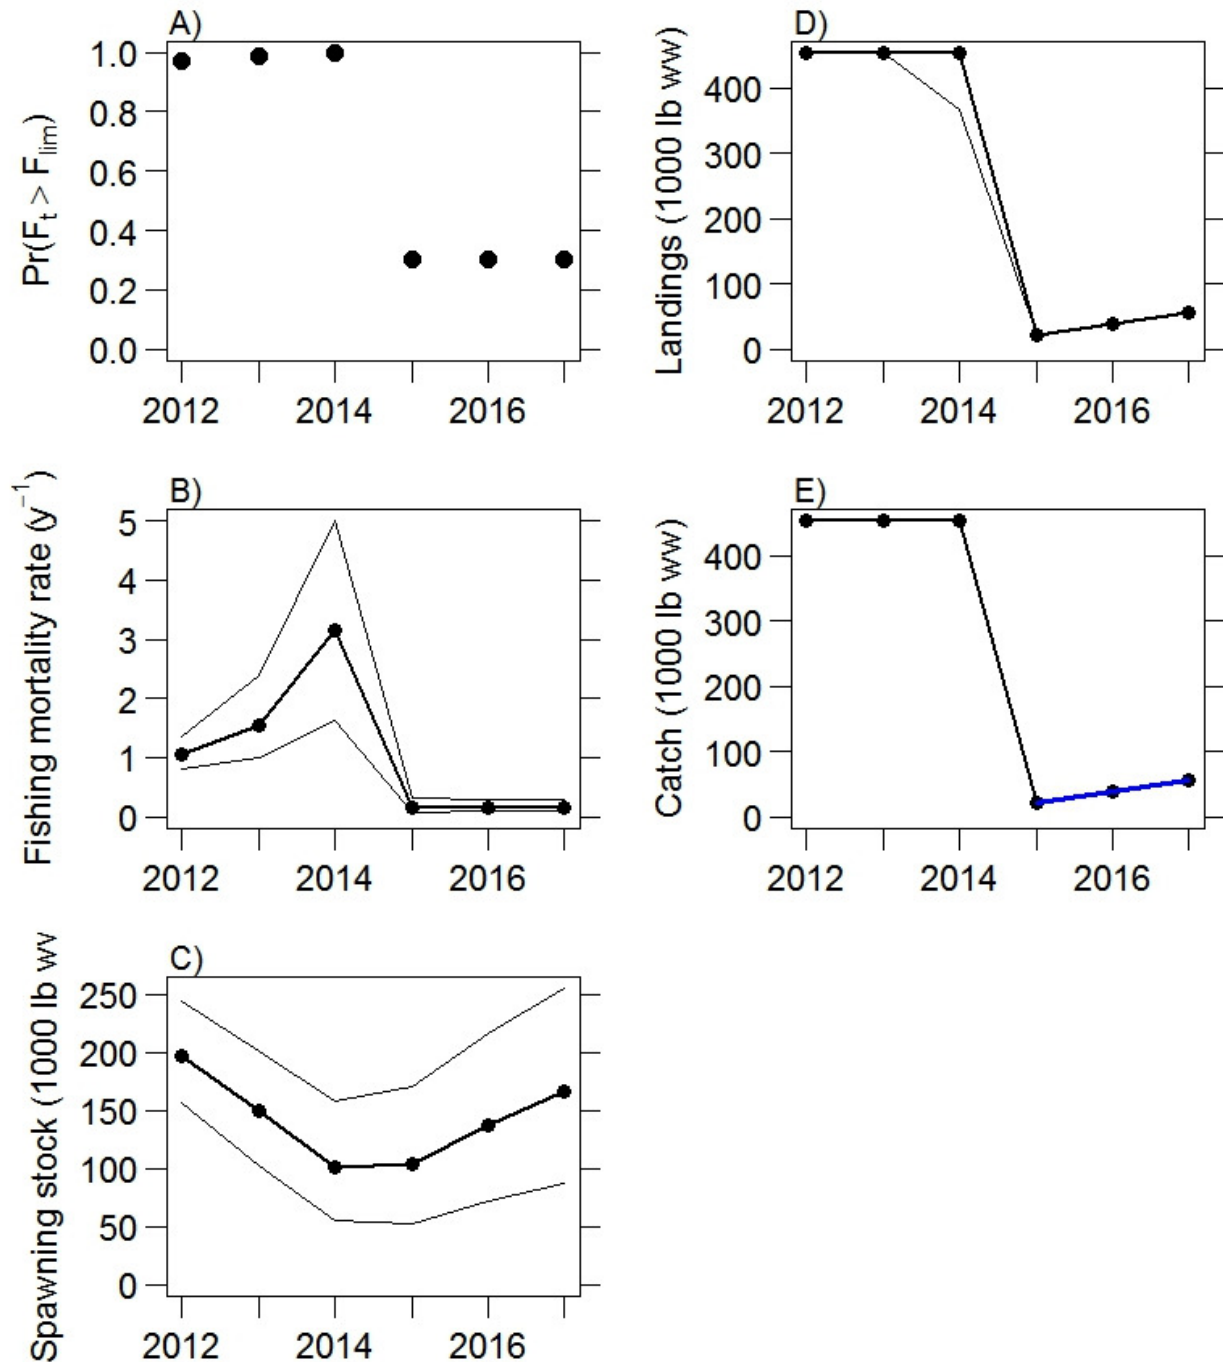 A)
Pr(Fₜ > Fₗᵢₘ)
1.0
0.8
0.6
0.4
0.2
0.0
2012 2014 2016
B)
Fishing mortality rate (y⁻¹)
5
4
3
2
1
0
2012 2014 2016
C)
Spawning stock (1000 lb wv
250
200
150
100
50
0
2012 2014 2016
D)
Landings (1000 lb ww)
400
300
200
100
0
2012 2014 2016
E)
Catch (1000 lb ww)
400
300
200
100
0
2012 2014 2016